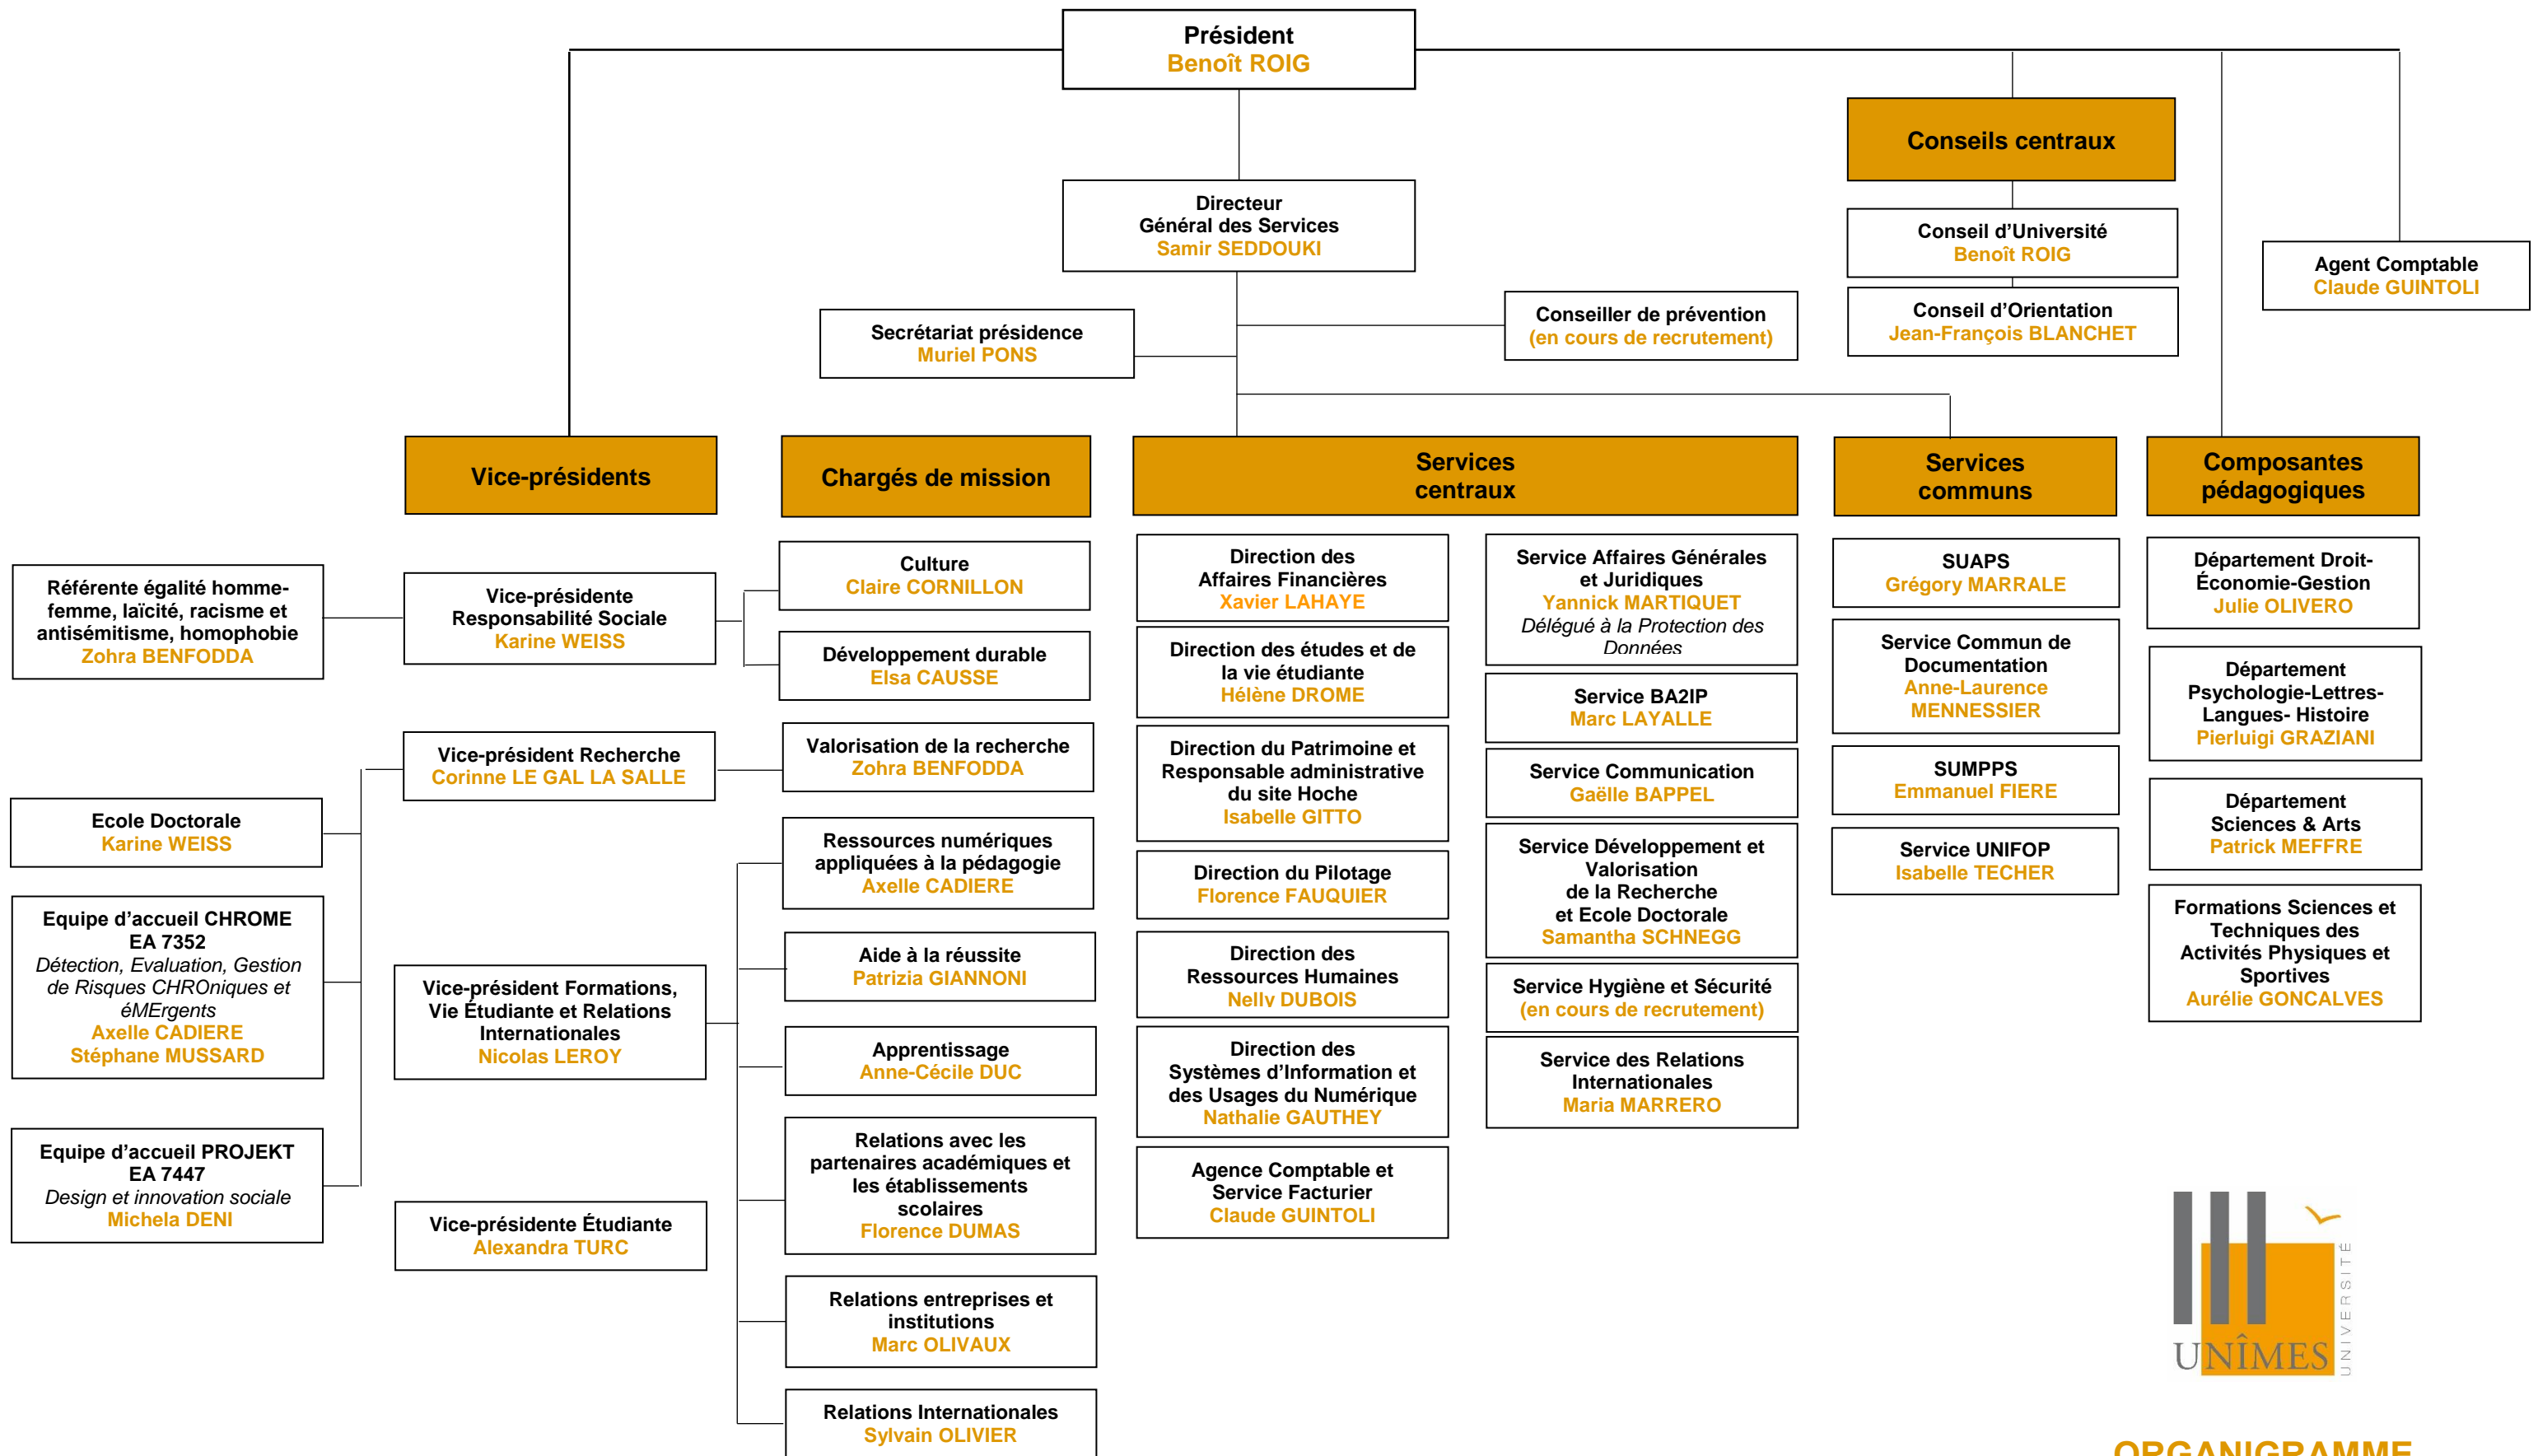 Président
Benoît ROIG
Conseils centraux
Directeur
Général des Services
Samir SEDDOUKI
Conseil d'Université
Benoît ROIG
Agent Comptable
Claude GUINTOLI
Conseil d'Orientation
Jean-François BLANCHET
Secrétariat présidence
Muriel PONS
Conseiller de prévention
(en cours de recrutement)
Vice-présidents
Chargés de mission
Services
centraux
Services
communs
Composantes
pédagogiques
Référente égalité homme-
femme, laïcité, racisme et
antisémitisme, homophobie
Zohra BENFODDA
Ecole Doctorale
Karine WEISS
Equipe d'accueil CHROME
EA 7352
Détection, Evaluation, Gestion
de Risques CHROniques et
éMErgents
Axelle CADIERE
Stéphane MUSSARD
Equipe d'accueil PROJEKT
EA 7447
Design et innovation sociale
Michela DENI
Vice-présidente
Responsabilité Sociale
Karine WEISS
Vice-président Recherche
Corinne LE GAL LA SALLE
Vice-président Formations,
Vie Étudiante et Relations
Internationales
Nicolas LEROY
Vice-présidente Étudiante
Alexandra TURC
Culture
Claire CORNILLON
Développement durable
Elsa CAUSSE
Valorisation de la recherche
Zohra BENFODDA
Ressources numériques
appliquées à la pédagogie
Axelle CADIERE
Aide à la réussite
Patrizia GIANNONI
Apprentissage
Anne-Cécile DUC
Relations avec les
partenaires académiques et
les établissements
scolaires
Florence DUMAS
Relations entreprises et
institutions
Marc OLIVAUX
Relations Internationales
Sylvain OLIVIER
Direction des
Affaires Financières
Xavier LAHAYE
Direction des études et de
la vie étudiante
Hélène DROME
Direction du Patrimoine et
Responsable administrative
du site Hoche
Isabelle GITTO
Direction du Pilotage
Florence FAUQUIER
Direction des
Ressources Humaines
Nelly DUBOIS
Direction des
Systèmes d'Information et
des Usages du Numérique
Nathalie GAUTHEY
Agence Comptable et
Service Facturier
Claude GUINTOLI
Service Affaires Générales
et Juridiques
Yannick MARTIQUET
Délégué à la Protection des
Données
Service BA2IP
Marc LAYALLE
Service Communication
Gaëlle BAPPEL
Service Développement et
Valorisation
de la Recherche
et Ecole Doctorale
Samantha SCHNEGG
Service Hygiène et Sécurité
(en cours de recrutement)
Service des Relations
Internationales
Maria MARRERO
SUAPS
Grégory MARRALE
Service Commun de
Documentation
Anne-Laurence
MENNESSIER
SUMPPS
Emmanuel FIERE
Service UNIFOP
Isabelle TECHER
Département Droit-
Économie-Gestion
Julie OLIVERO
Département
Psychologie-Lettres-
Langues- Histoire
Pierluigi GRAZIANI
Département
Sciences & Arts
Patrick MEFFRE
Formations Sciences et
Techniques des
Activités Physiques et
Sportives
Aurélie GONCALVES
UNÎMES
UNIVERSITÉ
ORGANIGRAMME